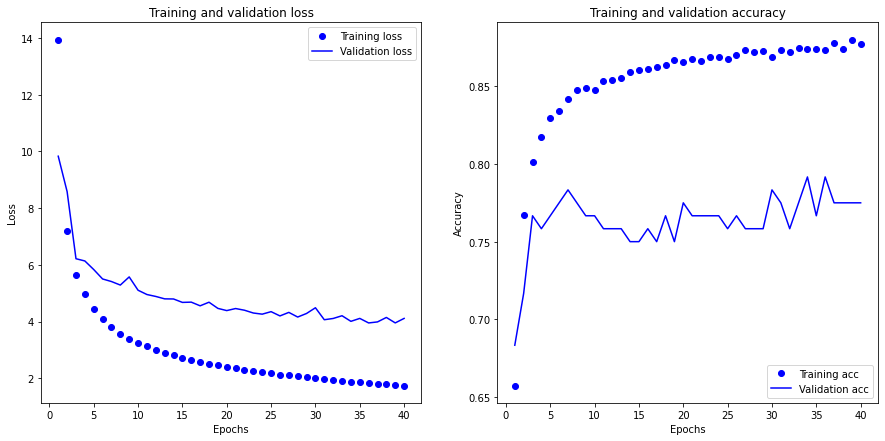 Training and validation loss
14
12
10
8
6
4
2
Loss
0 5 10 15 20 25 30 35 40
Epochs
Training loss
Validation loss
Training and validation accuracy
0.85
0.80
0.75
0.70
0.65
Accuracy
0 5 10 15 20 25 30 35 40
Epochs
Training acc
Validation acc